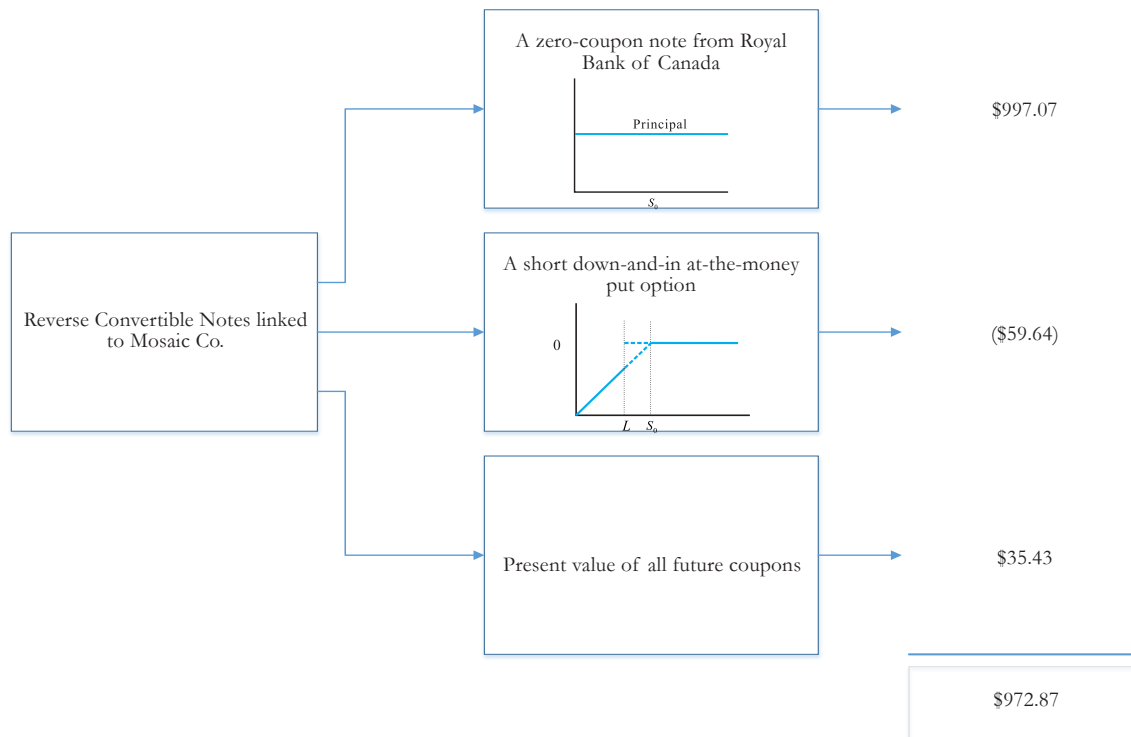 A zero-coupon note from Royal
Bank of Canada
Principal
S₀
$997.07
Reverse Convertible Notes linked
to Mosaic Co.
A short down-and-in at-the-money
put option
0
L S₀
($59.64)
Present value of all future coupons
$35.43
$972.87